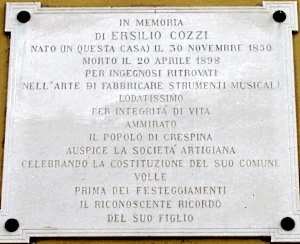 IN MEMORIA
DI ERSILIO COZZI
NATO (IN QUESTA CASA) IL 30 NOVEMBRE 1850
MORTO IL 20 APRILE 1898
PER INGEGNOSI RITROVATI
NELL'ARTE DI FABBRICARE STRUMENTI MUSICALI
LODATISSIMO
PER INTEGRITÀ DI VITA
AMMIRATO
IL POPOLO DI CRESPINA
AUSPICE LA SOCIETÀ ARTIGIANA
CELEBRANDO LA COSTITUZIONE DEL SUO COMUNE
VOLLE
PRIMA DEI FESTEGGIAMENTI
IL RICONOSCENTE RICORDO
DEL SUO FIGLIO